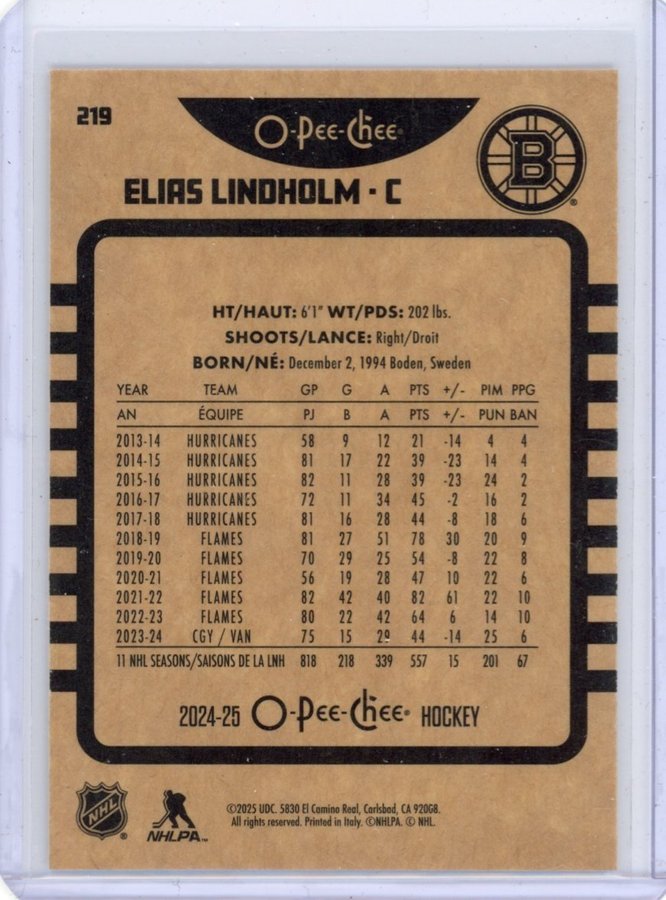 219
O-Pee-Chee®
B
®
ELIAS LINDHOLM · C
HT/HAUT: 6'1" WT/PDS: 202 lbs.
SHOOTS/LANCE: Right/Droit
BORN/NÉ: December 2, 1994 Boden, Sweden
YEAR TEAM GP G A PTS +/- PIM PPG
AN ÉQUIPE PJ B A PTS +/- PUN BAN
2013-14 HURRICANES 58 9 12 21 -14 4 4
2014-15 HURRICANES 81 17 22 39 -23 14 4
2015-16 HURRICANES 82 11 28 39 -23 24 2
2016-17 HURRICANES 72 11 34 45 -2 16 2
2017-18 HURRICANES 81 16 28 44 -8 18 6
2018-19 FLAMES 81 27 51 78 30 20 9
2019-20 FLAMES 70 29 25 54 -8 22 8
2020-21 FLAMES 56 19 28 47 10 22 6
2021-22 FLAMES 82 42 40 82 61 22 10
2022-23 FLAMES 80 22 42 64 6 14 10
2023-24 CGY / VAN 75 15 29 44 -14 25 6
11 NHL SEASONS/SAISONS DE LA LNH 818 218 339 557 15 201 67
2024-25 O-Pee-Chee® HOCKEY
NHL ®
NHLPA™
©2025 UDC. 5830 El Camino Real, Carlsbad, CA 92008.
All rights reserved. Printed in Italy. ©NHLPA. © NHL.